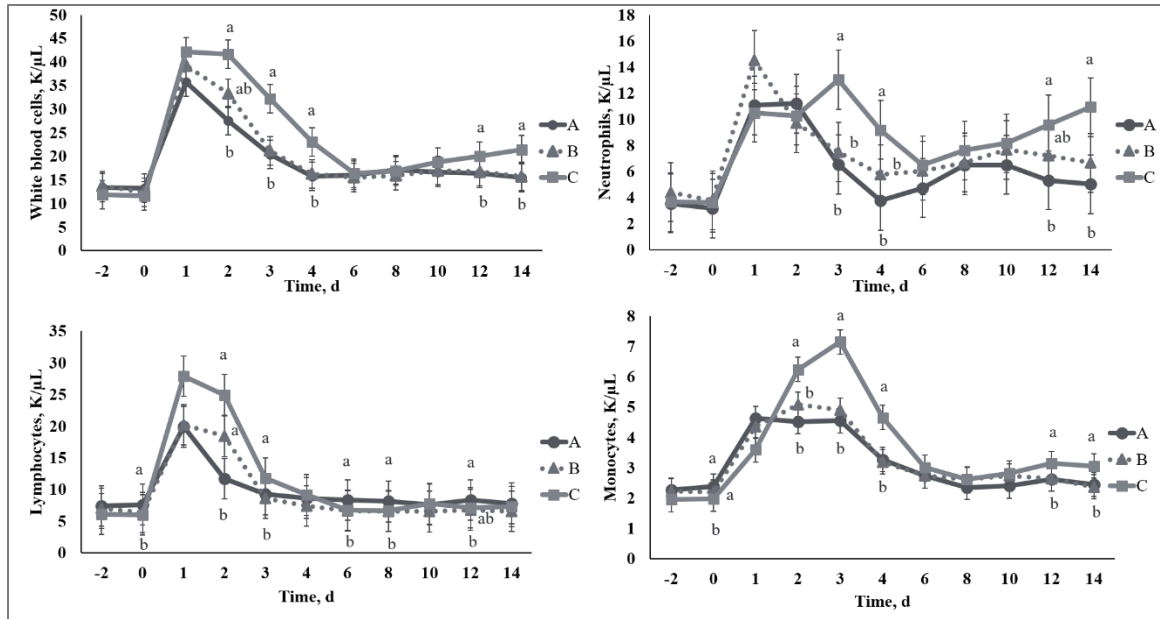 White blood cells, K/µL
50
45
40
35
30
25
20
15
10
5
0
a
a
ab
a
a a
b
b
b
b b
A
B
C
-2 0 1 2 3 4 6 8 10 12 14
Time, d
Neutrophils, K/µL
18
16
14
12
10
8
6
4
2
0
a
a
a
a
b
ab
b
b
b
b
b
A
B
C
-2 0 1 2 3 4 6 8 10 12 14
Time, d
Lymphocytes, K/µL
35
30
25
20
15
10
5
0
a
a
a
a
a
a
a
b
b
b
b
b
ab
A
B
C
-2 0 1 2 3 4 6 8 10 12 14
Time, d
Monocytes, K/µL
8
7
6
5
4
3
2
1
0
a
a
a
b
b b
a
a a
b
a
b
b b
A
B
C
-2 0 1 2 3 4 6 8 10 12 14
Time, d